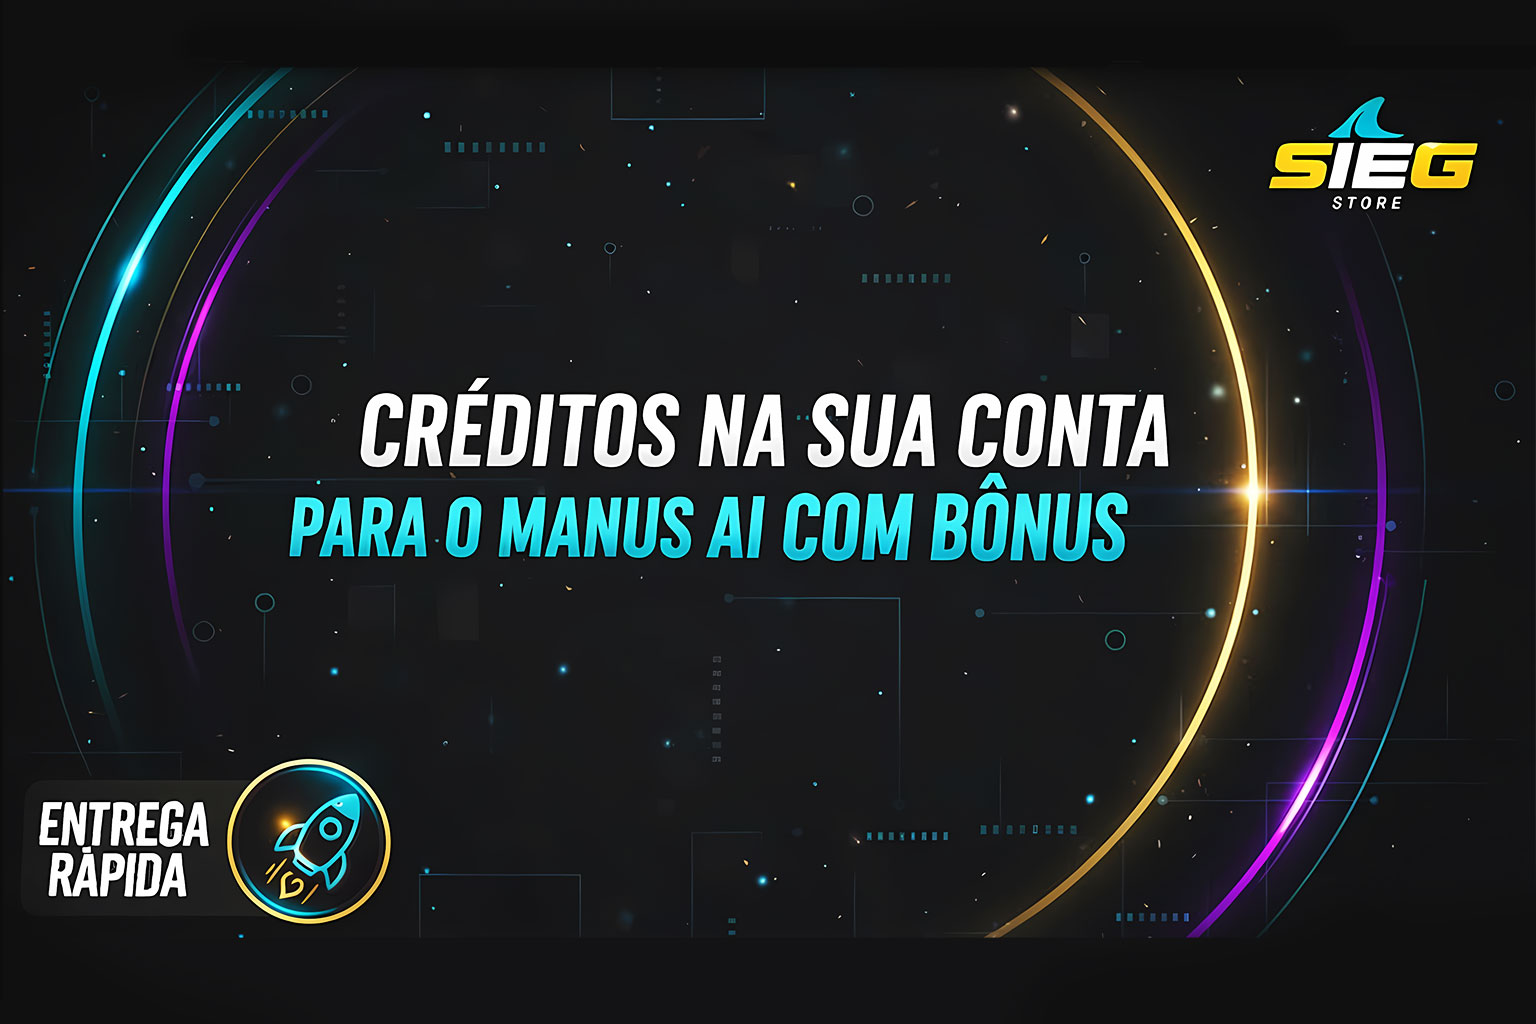 SIEG
STORE
CRÉDITOS NA SUA CONTA
PARA O MANUS AI COM BÔNUS
ENTREGA
RÁPIDA